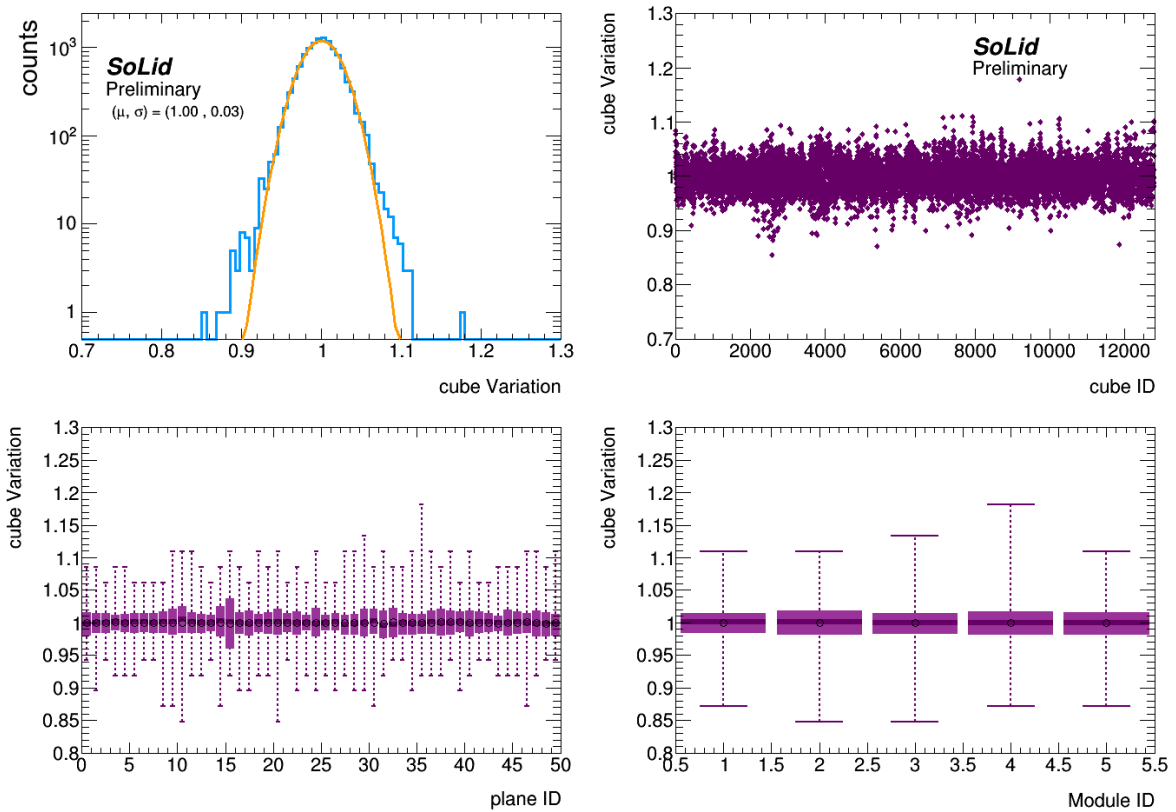 counts
10³
10²
10
1
SoLid
Preliminary
(μ, σ) = (1.00 , 0.03)
0.7 0.8 0.9 1 1.1 1.2 1.3
cube Variation
cube Variation
1.3
1.2
1.1
1
0.9
0.8
0.7
SoLid
Preliminary
0 2000 4000 6000 8000 10000 12000
cube ID
cube Variation
1.3
1.25
1.2
1.15
1.1
1.05
1
0.95
0.9
0.85
0.8
0 5 10 15 20 25 30 35 40 45 50
plane ID
cube Variation
1.3
1.25
1.2
1.15
1.1
1.05
1
0.95
0.9
0.85
0.8
0.5 1 1.5 2 2.5 3 3.5 4 4.5 5 5.5
Module ID